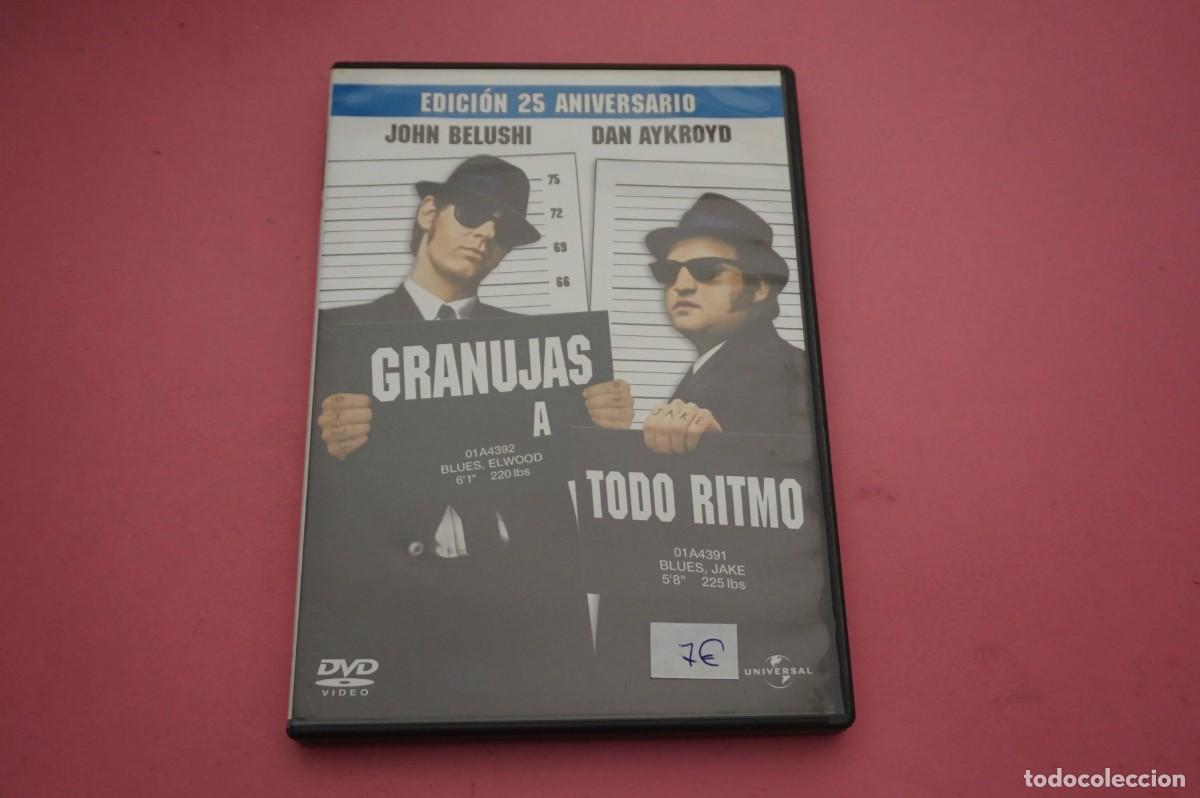 EDICIÓN 25 ANIVERSARIO
JOHN BELUSHI DAN AYKROYD
75
72
69
66
GRANUJAS
A
01A4392
BLUES, ELWOOD
6'1" 220 lbs
JAKE
TODO RITMO
01A4391
BLUES, JAKE
5'8" 225 lbs
7€
DVD
VIDEO
UNIVERSAL
todocoleccion